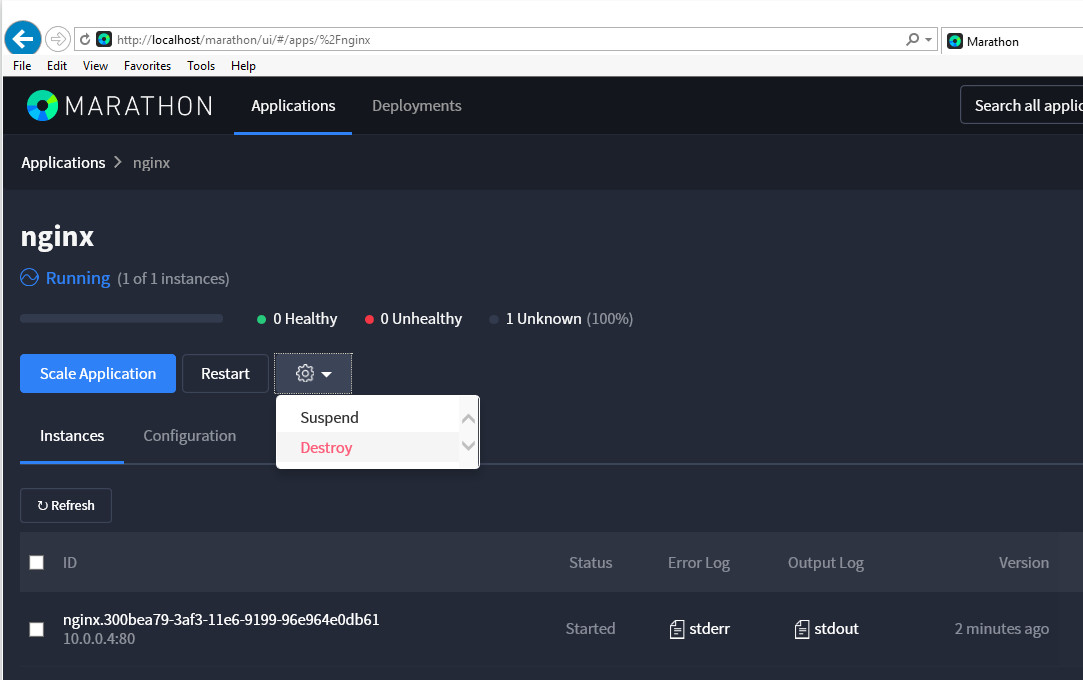 http://localhost/marathon/ui/#/apps/%2Fnginx
Marathon
File Edit View Favorites Tools Help
MARATHON Applications Deployments Search all applic
Applications nginx
nginx
Running (1 of 1 instances)
0 Healthy 0 Unhealthy 1 Unknown (100%)
Scale Application Restart
Suspend
Destroy
Instances Configuration
Refresh
ID Status Error Log Output Log Version
nginx.300bea79-3af3-11e6-9199-96e964e0db61
10.0.0.4:80
Started stderr stdout 2 minutes ago